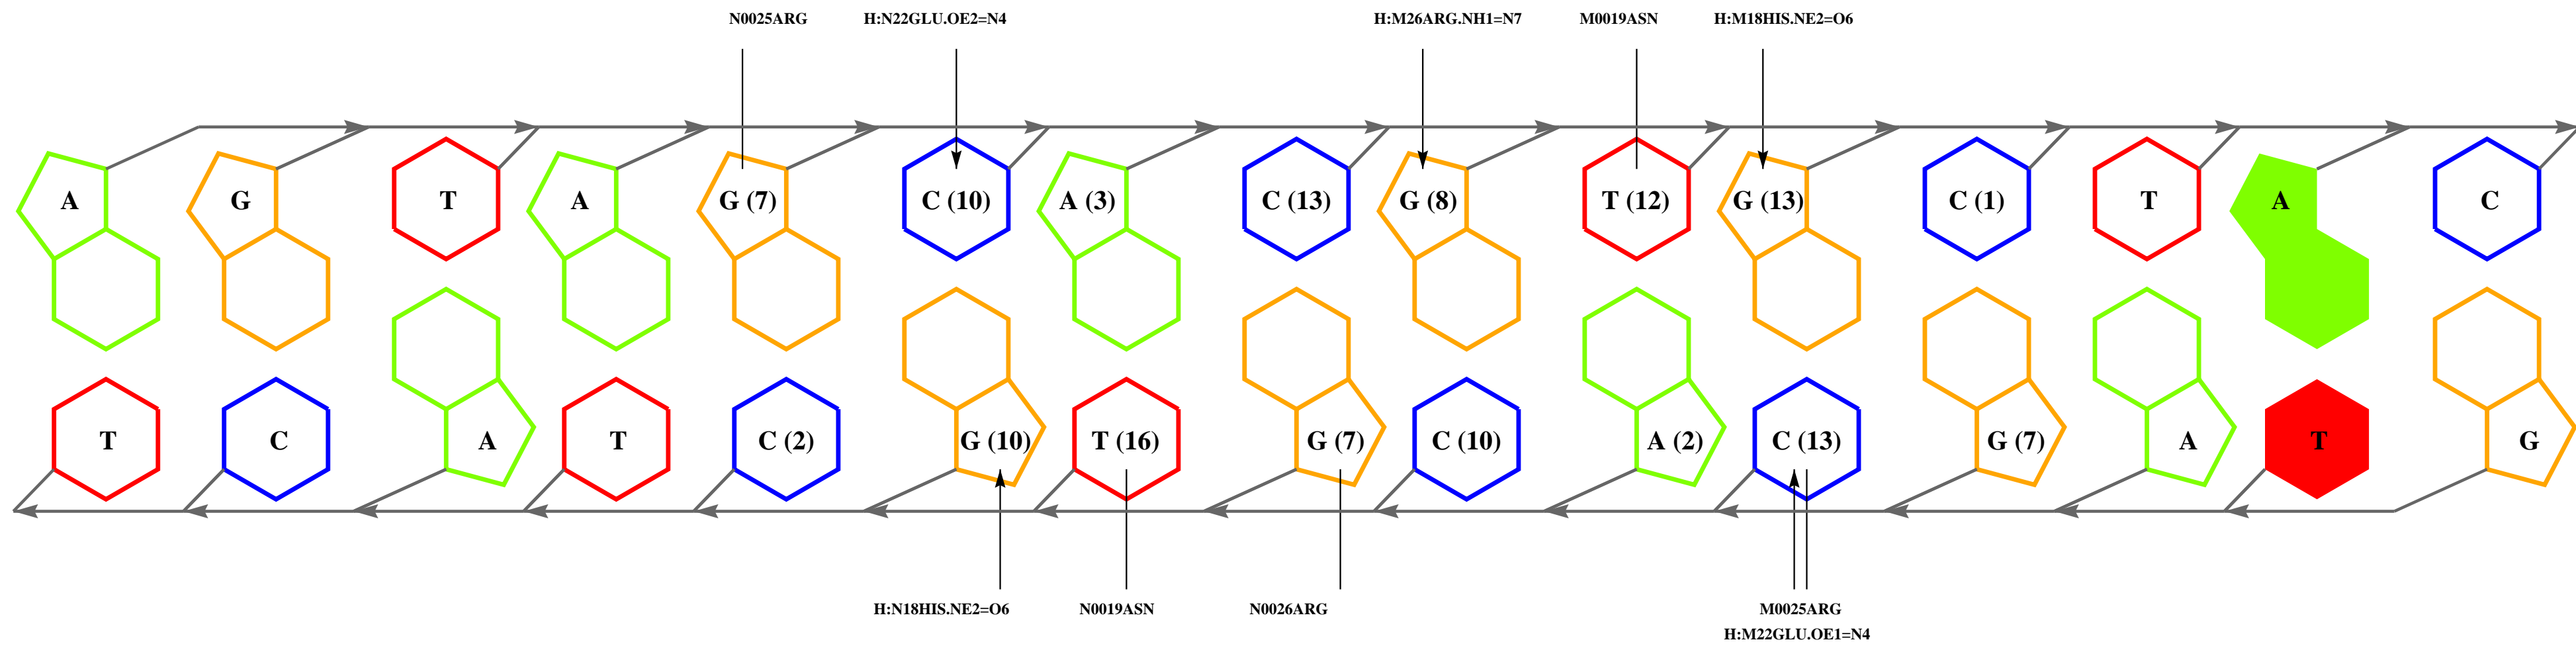 N0025ARG H:N22GLU.OE2=N4 H:M26ARG.NH1=N7 M0019ASN H:M18HIS.NE2=O6
A G T A G (7) C (10) A (3) C (13) G (8) T (12) G (13) C (1) T A C
T C A T C (2) G (10) T (16) G (7) C (10) A (2) C (13) G (7) A T G
H:N18HIS.NE2=O6 N0019ASN N0026ARG M0025ARG
H:M22GLU.OE1=N4